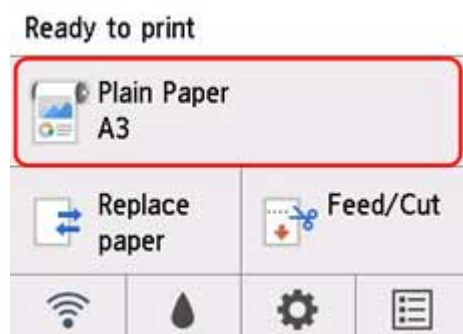 Ready to print
Plain Paper
A3
Replace
paper
Feed/Cut